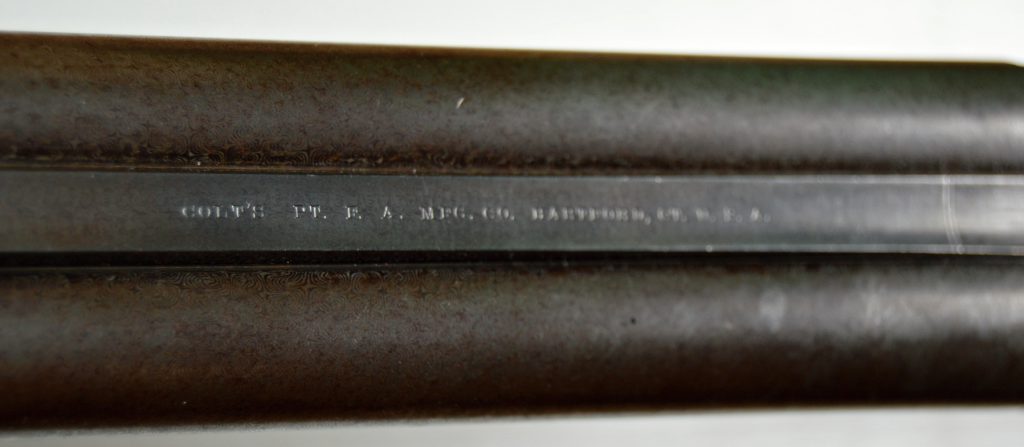 COLT'S PT. F. A. MFG. CO. HARTFORD, CT. U. S. A.